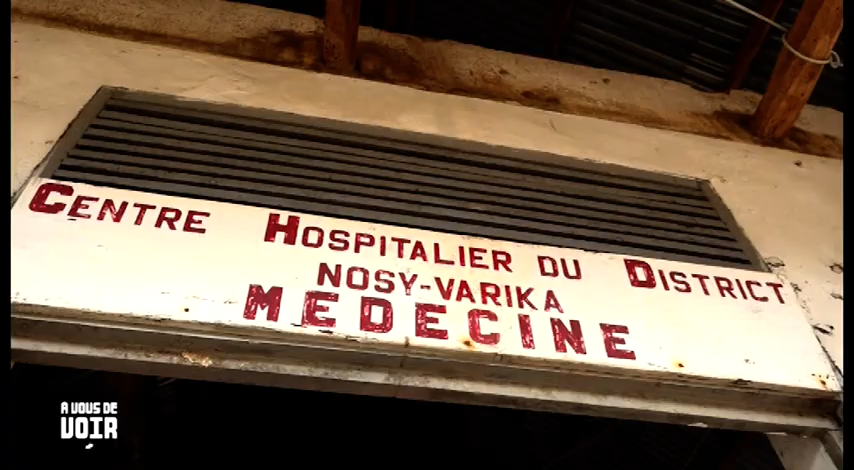 CENTRE HOSPITALIER DU DISTRICT
NOSY-VARIKA
MEDECINE
A VOUS DE
VOIR